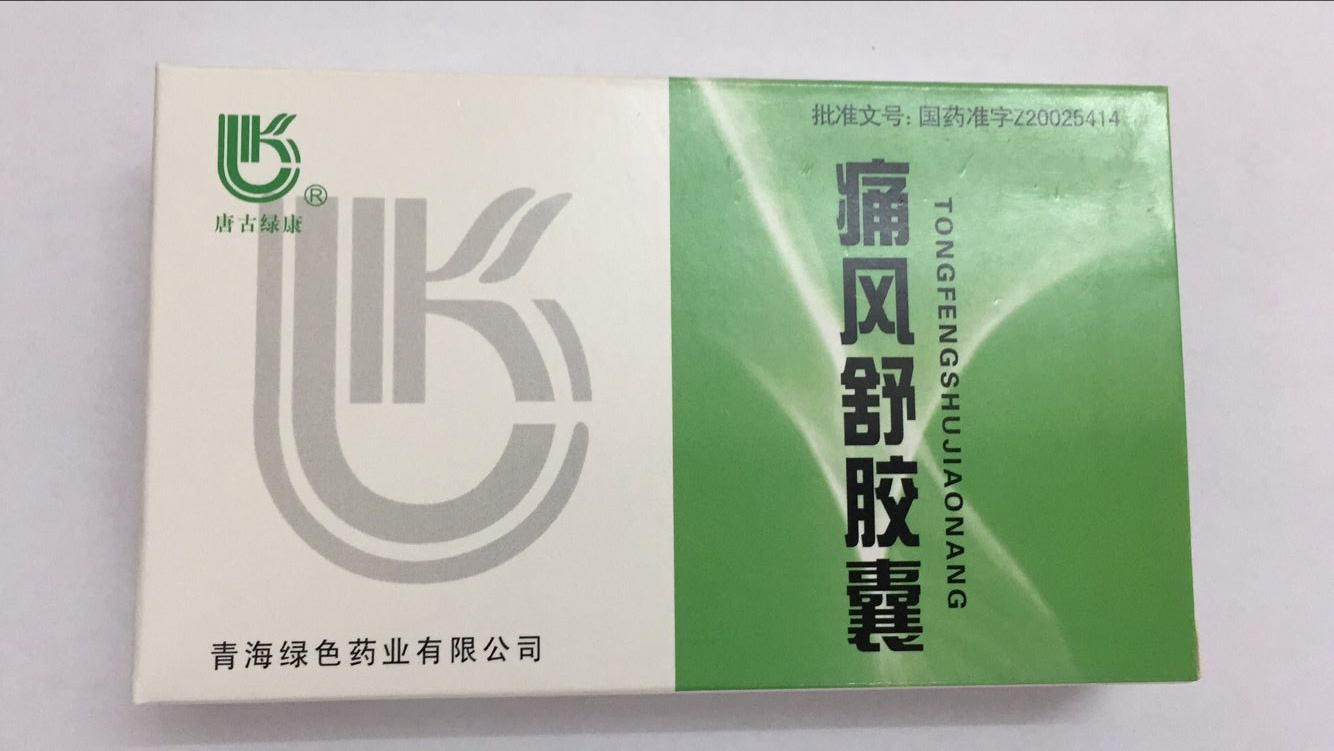 ®
唐古绿康
青海绿色药业有限公司
批准文号：国药准字Z20025414
痛风舒胶囊
TONGFENGSHUJIAONANG